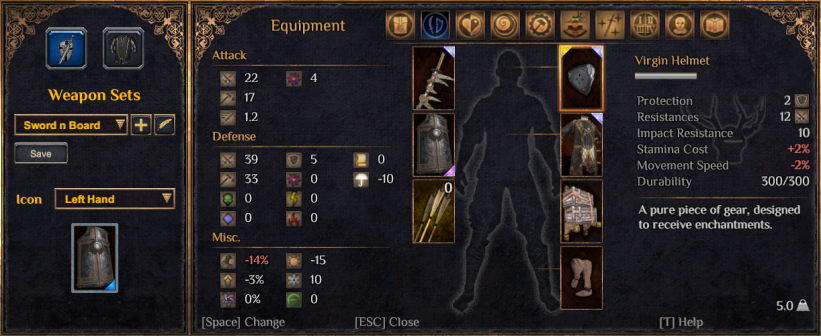 Equipment
Weapon Sets
Sword n Board
Save
Icon
Left Hand
Attack
22 4
17
1.2
Defense
39 5 0
33 0 -10
0 0
0 0
Misc.
-14% -15
-3% 10
0% 0
0
[Space] Change
[ESC] Close
[T] Help
Virgin Helmet
Protection 2
Resistances 12
Impact Resistance 10
Stamina Cost +2%
Movement Speed -2%
Durability 300/300
A pure piece of gear, designed
to receive enchantments.
5.0